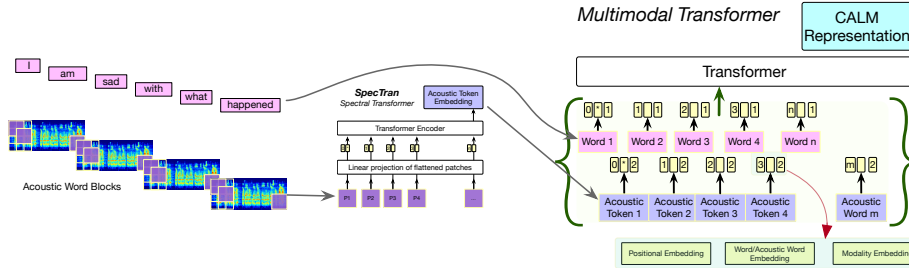 Multimodal Transformer
CALM
Representation
I
am
sad
with
what
happened
SpecTran
Spectral Transformer
Acoustic Token
Embedding
Transformer Encoder
Linear projection of flattened patches
P1 P2 P3 P4 ...
Acoustic Word Blocks
Transformer
0 * 1 1 1 2 1 3 1 n 1
Word 1 Word 2 Word 3 Word 4 Word n
0 * 2 1 2 2 2 3 2 m 2
Acoustic Token 1
Acoustic Token 2
Acoustic Token 3
Acoustic Token 4
Acoustic Word m
Positional Embedding
Word/Acoustic Word
Embedding
Modality Embedding